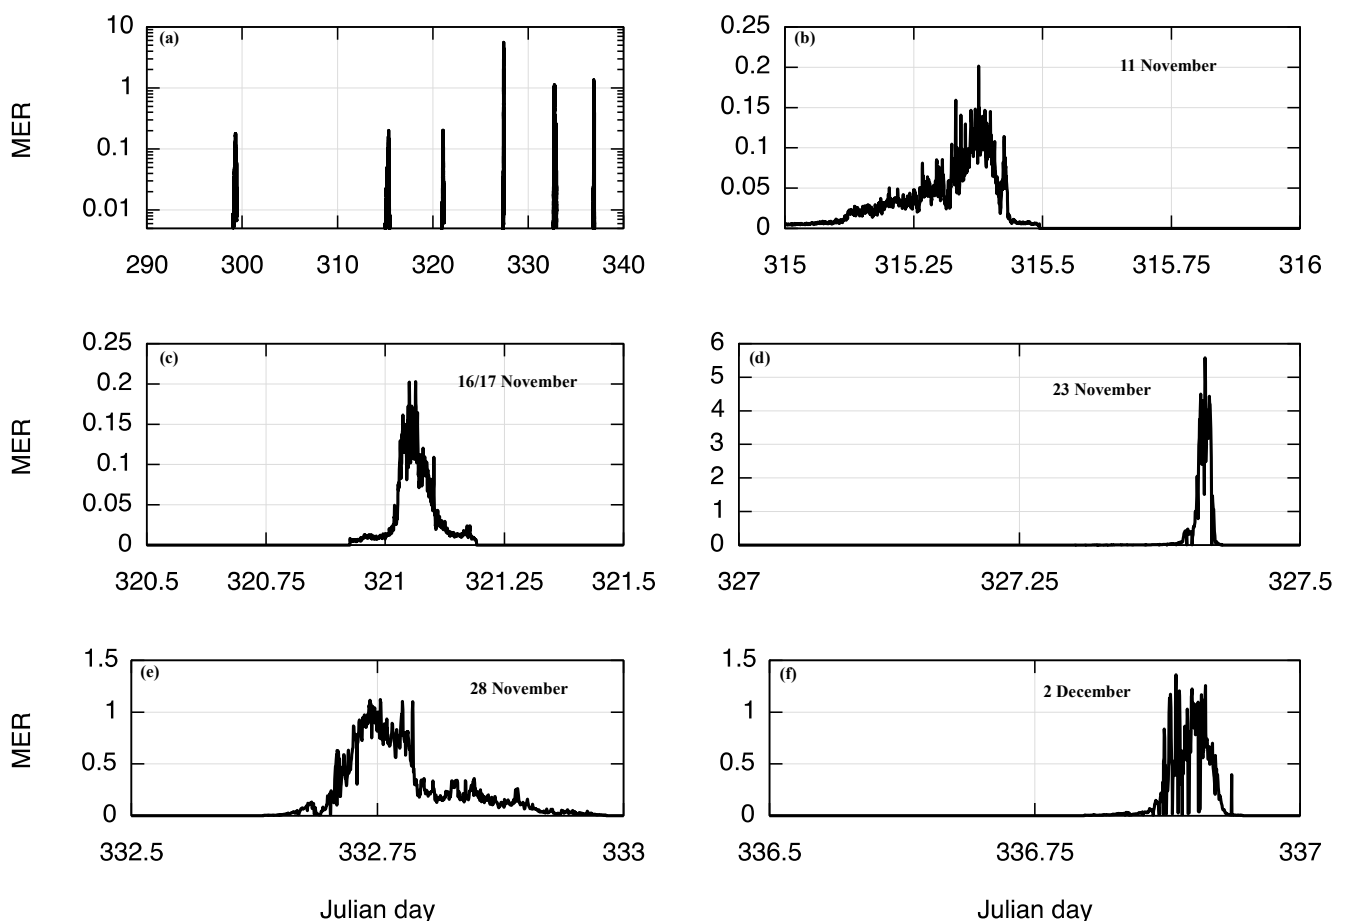 10
(a)
1
MER
0.1
0.01
290 300 310 320 330 340
0.25
(b)
11 November
0.2
0.15
0.1
0.05
0
315 315.25 315.5 315.75 316
0.25
(c)
16/17 November
0.2
0.15
MER
0.1
0.05
0
320.5 320.75 321 321.25 321.5
6
(d)
23 November
5
4
3
2
1
0
327 327.25 327.5
1.5
(e)
28 November
1
MER
0.5
0
332.5 332.75 333
Julian day
1.5
(f)
2 December
1
0.5
0
336.5 336.75 337
Julian day